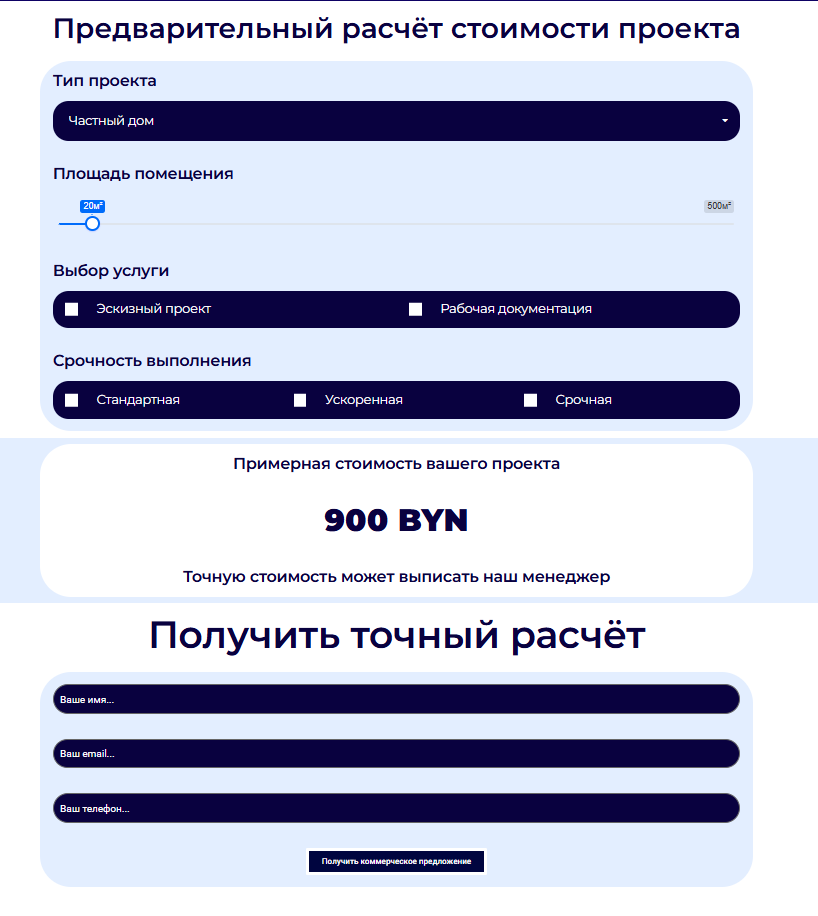 Предварительный расчёт стоимости проекта
Тип проекта
Частный дом
Площадь помещения
20м² 500м²
Выбор услуги
Эскизный проект Рабочая документация
Срочность выполнения
Стандартная Ускоренная Срочная
Примерная стоимость вашего проекта
900 BYN
Точную стоимость может выписать наш менеджер
Получить точный расчёт
Ваше имя...
Ваш email...
Ваш телефон...
Получить коммерческое предложение